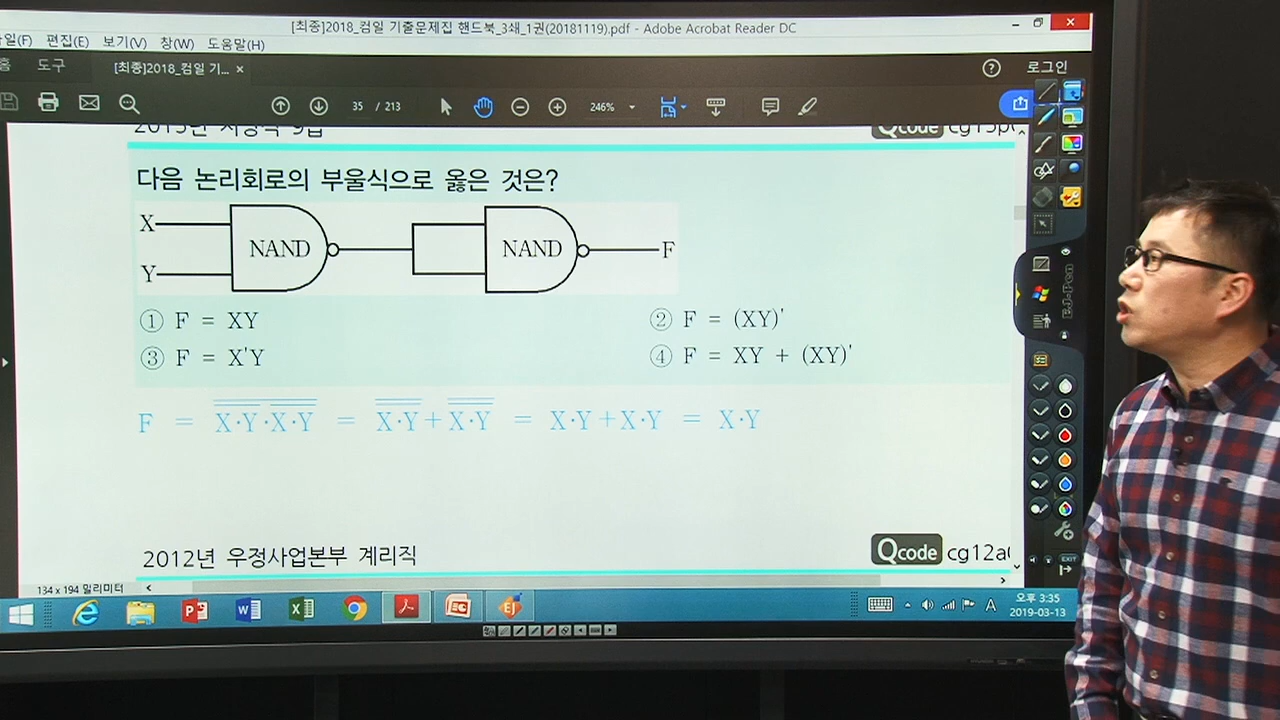 [최종]2018_컴일 기출문제집 핸드북_3쇄_1권(20181119).pdf - Adobe Acrobat Reader DC
일(F) 편집(E) 보기(V) 창(W) 도움말(H)
홈 도구 [최종]2018_컴일 기... × ? 로그인
35 / 213 246%
Qcode
다음 논리회로의 부울식으로 옳은 것은?
X
NAND NAND F
Y
① F = XY ② F = (XY)'
③ F = X'Y ④ F = XY + (XY)'
F = X·Y·X·Y = X·Y+X·Y = X·Y+X·Y = X·Y
2012년 우정사업본부 계리직 Qcode cg12a
134 x 194 밀리미터
EXIT
A 오후 3:35
2019-03-13